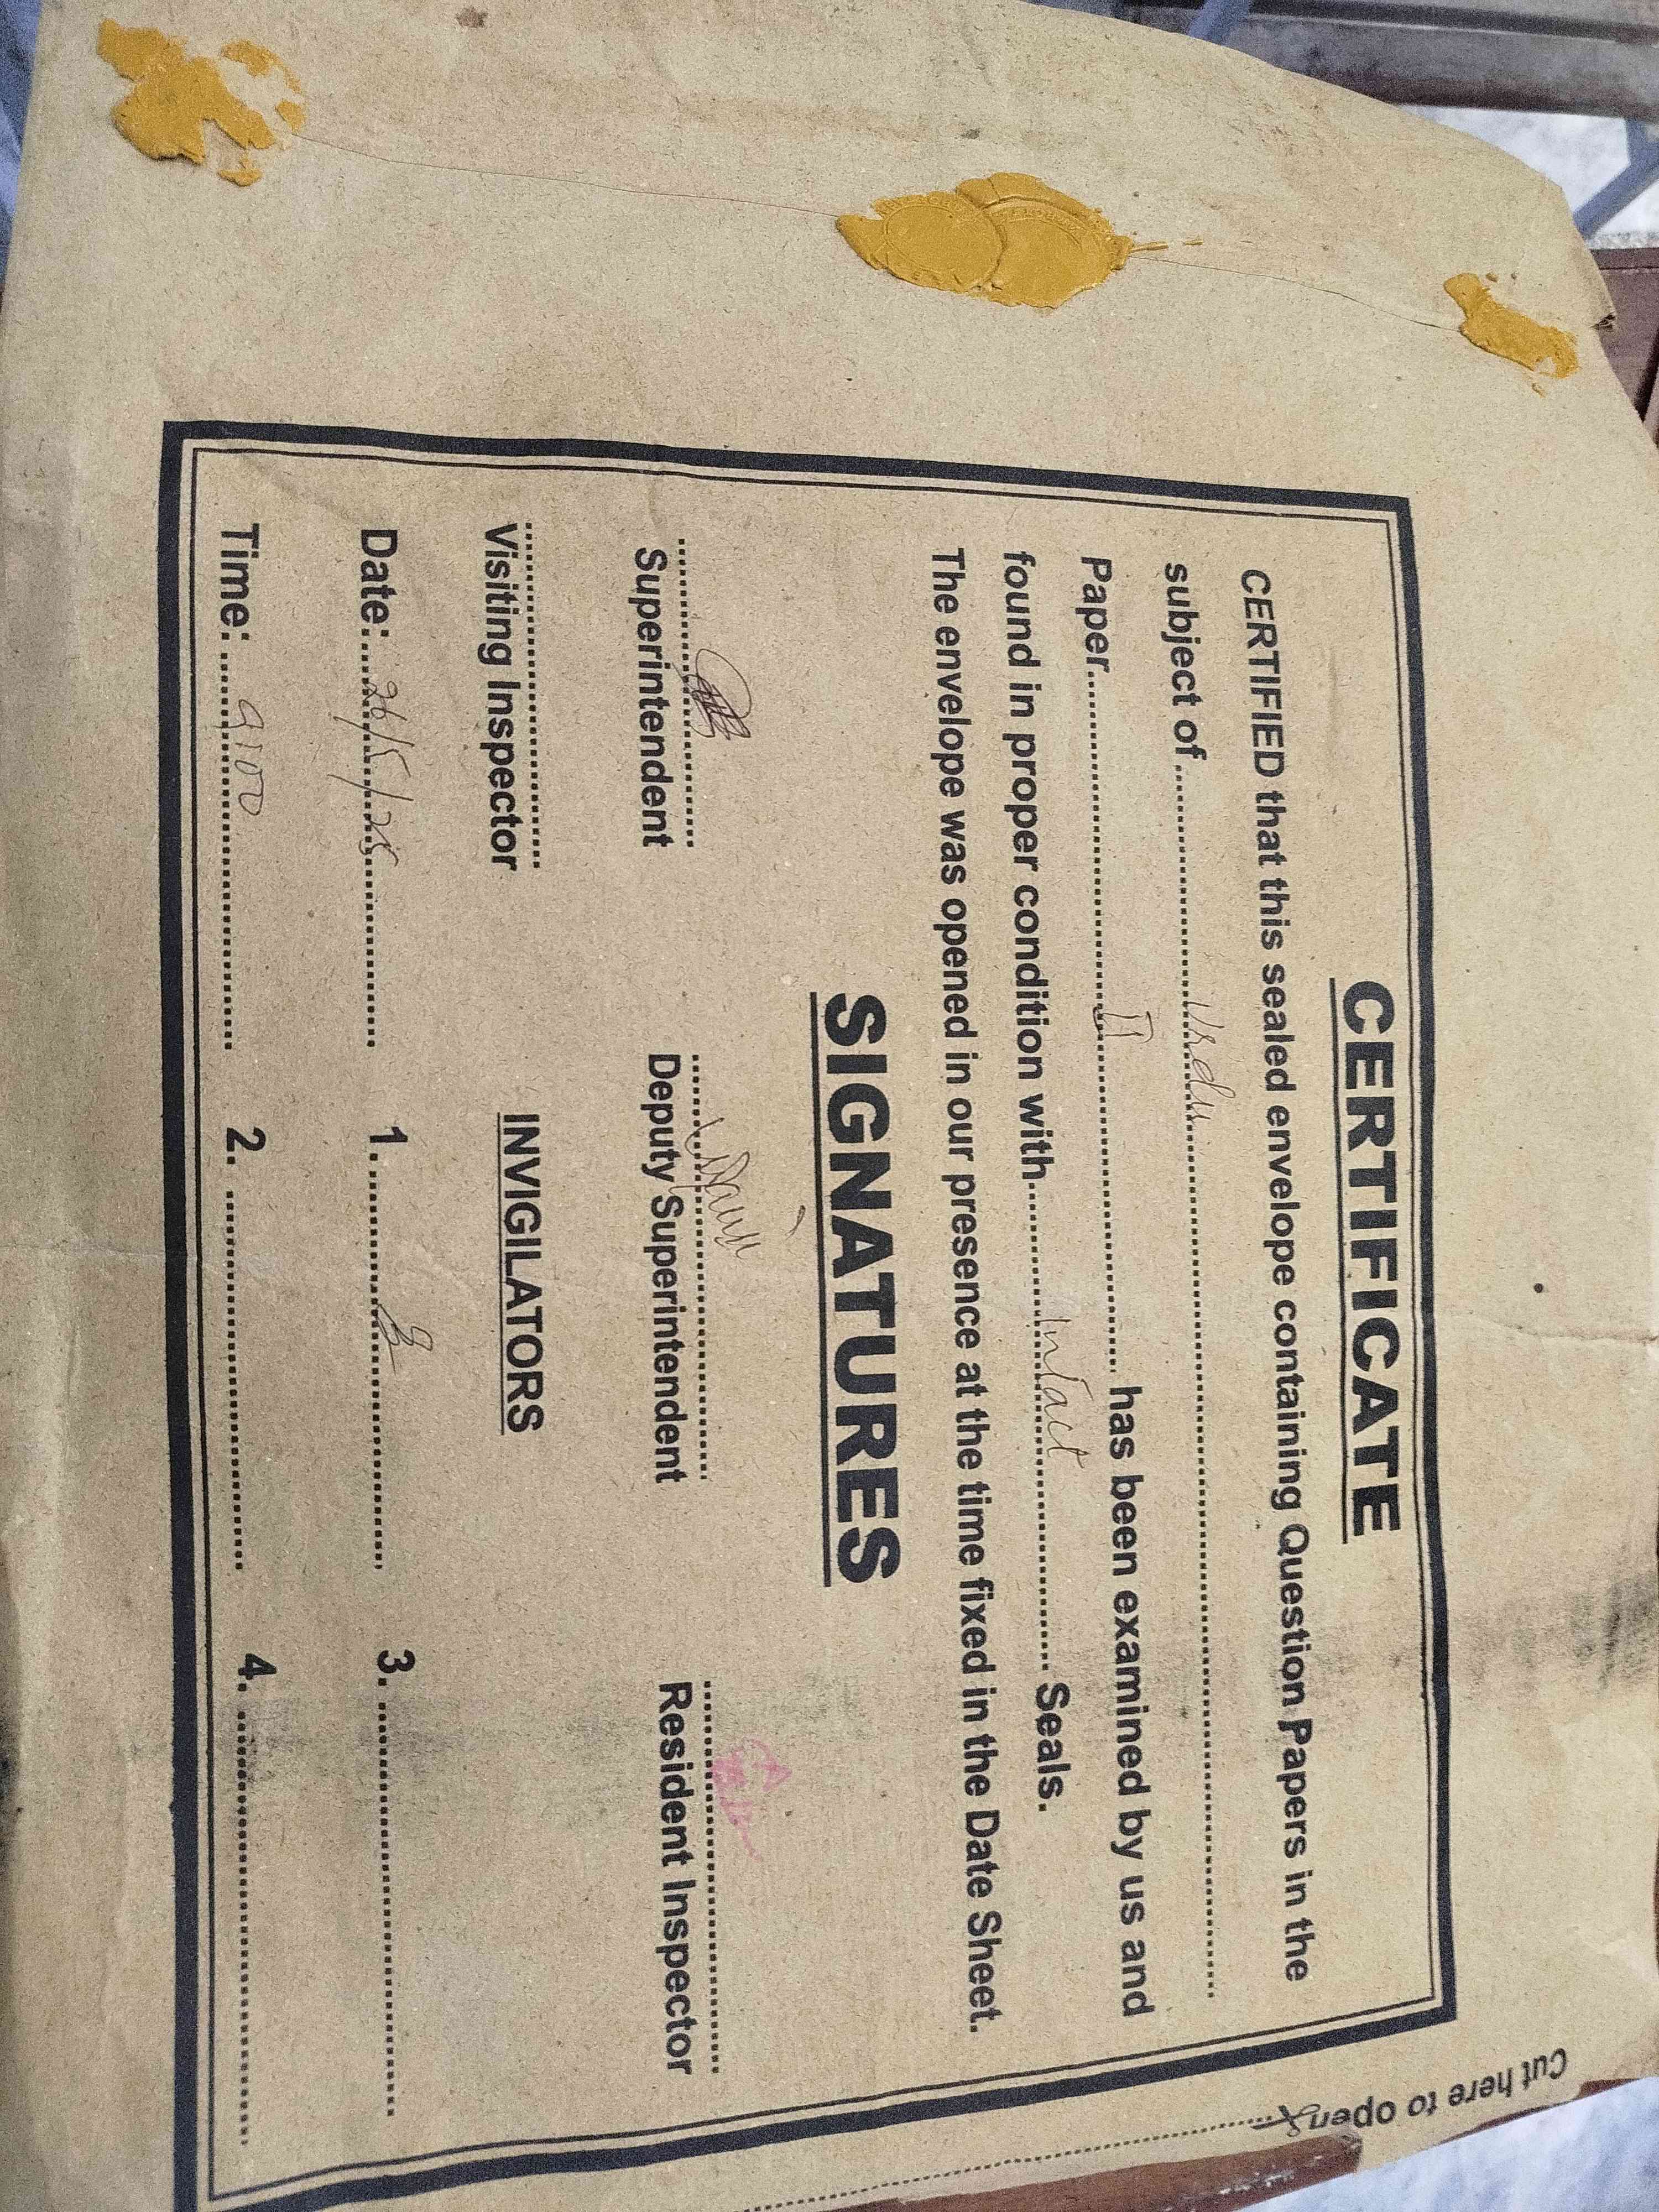 CERTIFICATE
CERTIFIED that this sealed envelope containing Question Papers in the
subject of..........Urdu..........
Paper..........II.......... has been examined by us and
found in proper condition with..........Intact.......... Seals.
The envelope was opened in our presence at the time fixed in the Date Sheet.
SIGNATURES
Superintendent Deputy Superintendent Resident Inspector
Visiting Inspector INVIGILATORS
Date:....26/5/25.... 1. .......... 3. ..........
Time: ....9:00.... 2. .......... 4. ..........
Cut here to open